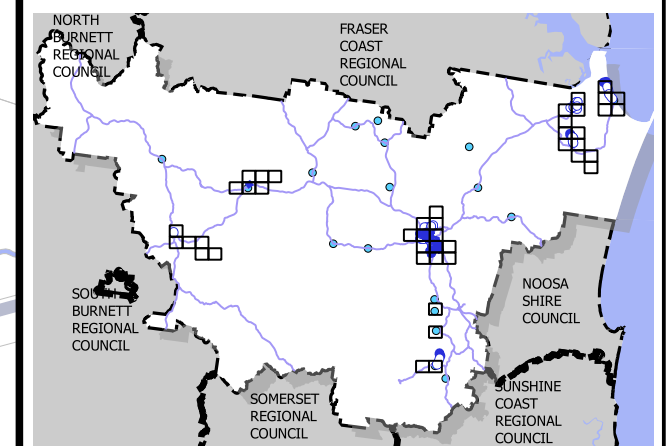 NORTH
BURNETT
REGIONAL
COUNCIL
FRASER
COAST
REGIONAL
COUNCIL
SOUTH
BURNETT
REGIONAL
COUNCIL
NOOSA
SHIRE
COUNCIL
SOMERSET
REGIONAL
COUNCIL
SUNSHINE
COAST
REGIONAL
COUNCIL